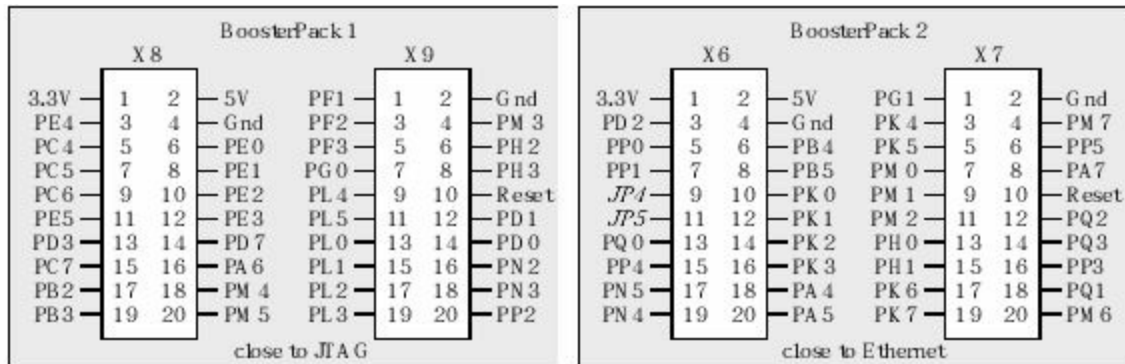 BoosterPack 1 BoosterPack 2
X8 X9 X6 X7
3.3V 1 2 5V PF1 1 2 Gnd 3.3V 1 2 5V PG1 1 2 Gnd
PE4 3 4 Gnd PF2 3 4 PM3 PD2 3 4 Gnd PK4 3 4 PM7
PC4 5 6 PE0 PF3 5 6 PH2 PP0 5 6 PB4 PK5 5 6 PP5
PC5 7 8 PE1 PG0 7 8 PH3 PP1 7 8 PB5 PM0 7 8 PA7
PC6 9 10 PE2 PL4 9 10 Reset JP4 9 10 PK0 PM1 9 10 Reset
PE5 11 12 PE3 PL5 11 12 PD1 JP5 11 12 PK1 PM2 11 12 PQ2
PD3 13 14 PD7 PL0 13 14 PD0 PQ0 13 14 PK2 PH0 13 14 PQ3
PC7 15 16 PA6 PL1 15 16 PN2 PP4 15 16 PK3 PH1 15 16 PP3
PB2 17 18 PM4 PL2 17 18 PN3 PN5 17 18 PA4 PK6 17 18 PQ1
PB3 19 20 PM5 PL3 19 20 PP2 PN4 19 20 PA5 PK7 19 20 PM6
close to JTAG close to Ethernet